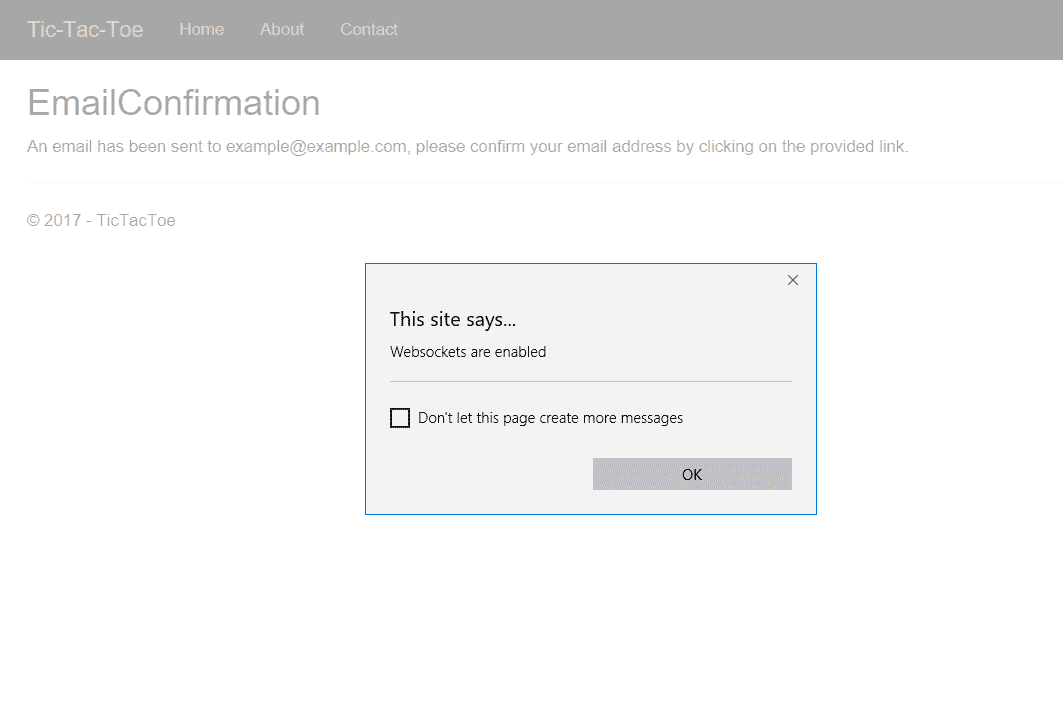 Tic-Tac-Toe Home About Contact
EmailConfirmation
An email has been sent to example@example.com, please confirm your email address by clicking on the provided link.
© 2017 - TicTacToe
This site says...
Websockets are enabled
Don't let this page create more messages
OK